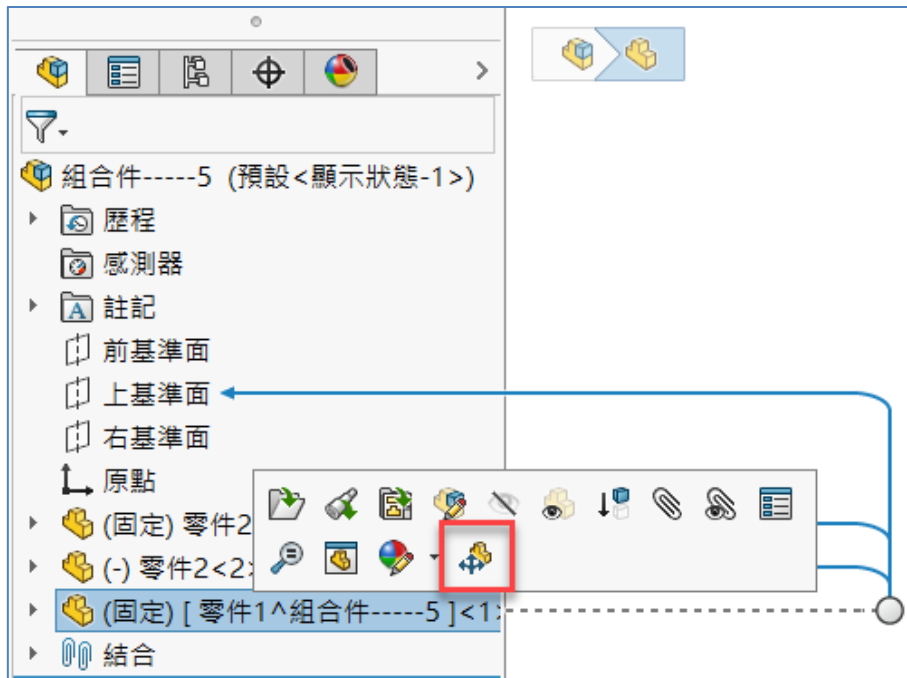 組合件-----5 (預設<顯示狀態-1>)
歷程
感測器
A 註記
前基準面
上基準面
右基準面
原點
(固定) 零件2
(-) 零件2<2>
(固定) [ 零件1^組合件-----5 ]<1>
結合